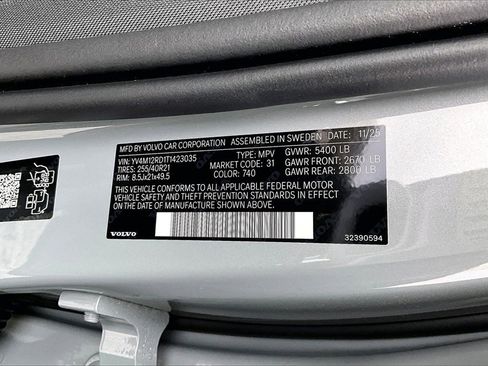 MFD BY VOLVO CAR CORPORATION ASSEMBLED IN SWEDEN DATE: 11/25
VIN: YV4M12RD1T1423035 TYPE: MPV GVWR: 5400 LB
TIRES: 255/40R21 MARKET CODE: 31 GAWR FRONT: 2670 LB
RIM: 8.5Jx21x49.5 COLOR: 740 GAWR REAR: 2800 LB
THIS VEHICLE CONFORMS TO ALL APPLICABLE FEDERAL MOTOR
VEHICLE SAFETY AND THEFT PREVENTION STANDARDS IN EFFECT
ON THE DATE OF MANUFACTURE SHOWN ABOVE.
VOLVO 32390594